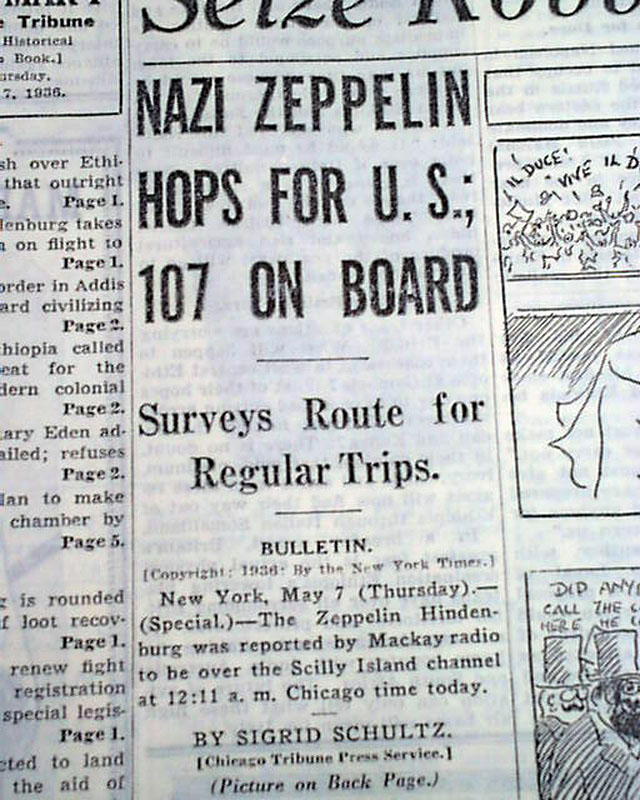 Seize
Tribune
Historical
Book.]
7, 1936.
sh over Ethi-
that outright
Page 1.
denburg takes
on flight to
Page 1.
order in Addis
ard civilizing
Page 2.
thiopia called
eat for the
dern colonial
Page 2.
tary Eden ad-
ailed; refuses
Page 2.
lan to make
chamber by
Page 5.
g is rounded
f loot recov-
Page 1.
renew fight
registration
special legis-
Page 1.
cted to land
the aid of
NAZI ZEPPELIN
HOPS FOR U. S.;
107 ON BOARD
Surveys Route for
Regular Trips.
BULLETIN.
[Copyright: 1936: By the New York Times.]
New York, May 7 (Thursday).—
(Special.)—The Zeppelin Hinden-
burg was reported by Mackay radio
to be over the Scilly Island channel
at 12:11 a. m. Chicago time today.
BY SIGRID SCHULTZ.
[Chicago Tribune Press Service.]
(Picture on Back Page.)
IL DUCE!
VIVE IL D
DID ANY
CALL THE
HERE